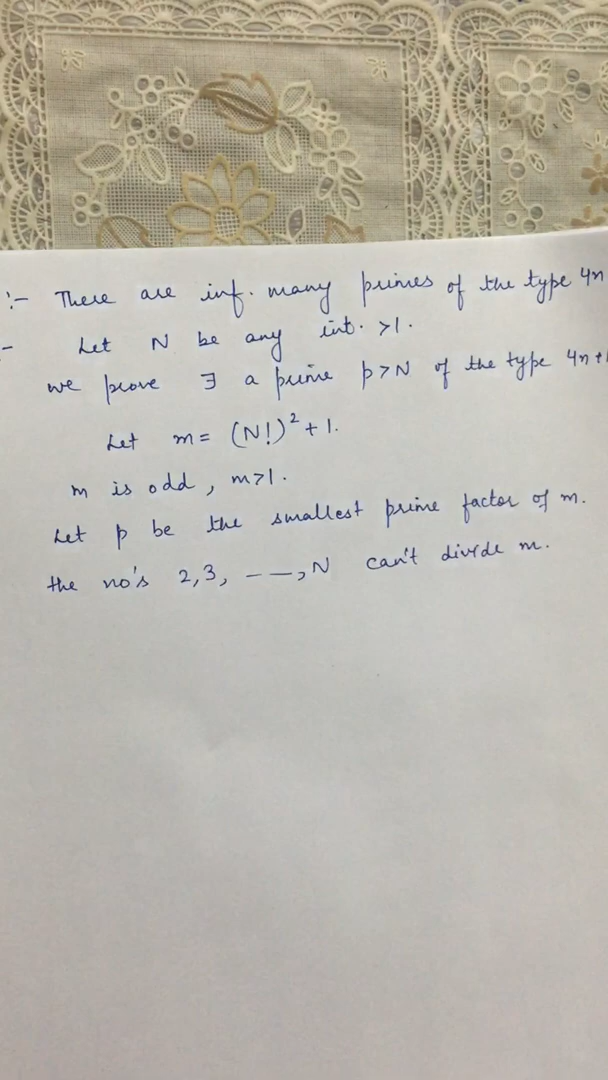 :- There are inf. many primes of the type 4n
:- Let N be any int. >1.
we prove ∃ a prime p>N of the type 4n+1
Let m = (N!)² + 1.
m is odd, m>1.
Let p be the smallest prime factor of m.
the no's 2,3, -–, N can't divide m.